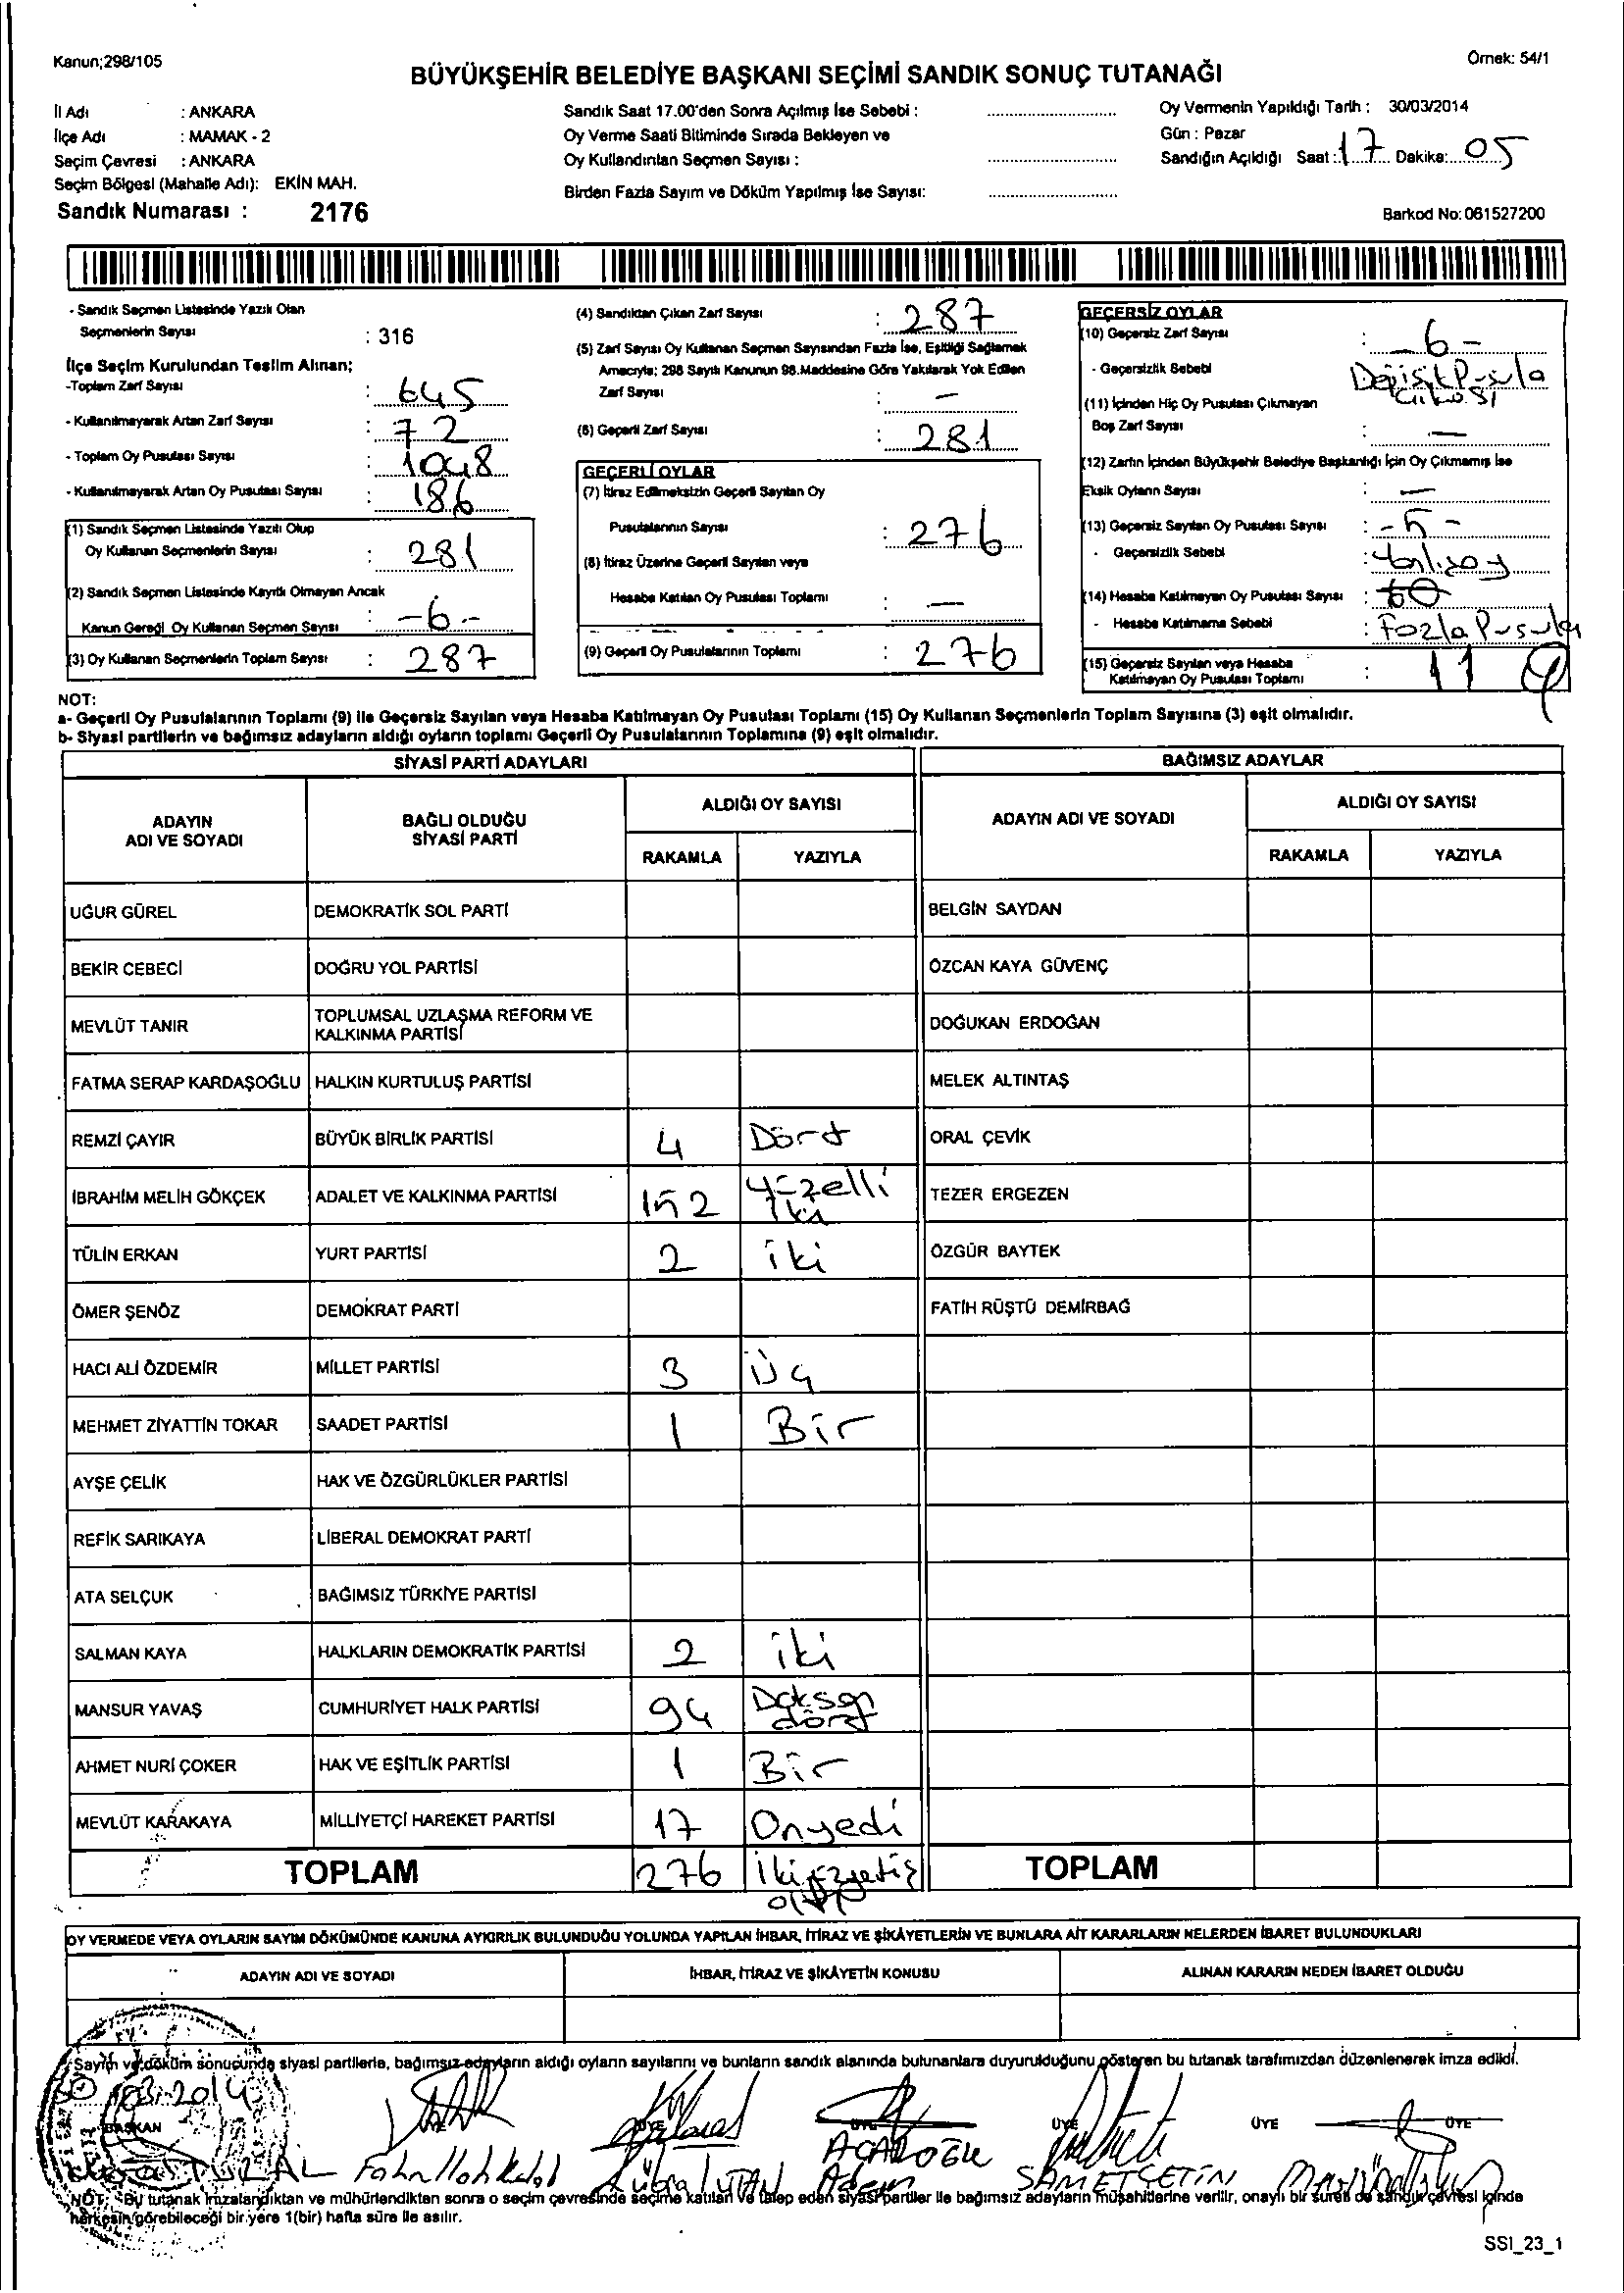 Kanun;298/105
Örnek: 54/1
BÜYÜKŞEHİR BELEDİYE BAŞKANI SEÇİMİ SANDIK SONUÇ TUTANAĞI
İl Adı : ANKARA
İlçe Adı : MAMAK - 2
Seçim Çevresi : ANKARA
Seçim Bölgesi (Mahalle Adı): EKİN MAH.
Sandık Numarası : 2176
Sandık Saat 17.00'den Sonra Açılmış İse Sebebi :
Oy Verme Saati Bitiminde Sırada Bekleyen ve
Oy Kullandırılan Seçmen Sayısı :
Birden Fazla Sayım ve Döküm Yapılmış İse Sayısı:
Oy Vermenin Yapıldığı Tarih : 30/03/2014
Gün : Pazar
Sandığın Açıldığı Saat : 17 Dakika: 05
Barkod No: 061527200
- Sandık Seçmen Listesinde Yazılı Olan
Seçmenlerin Sayısı : 316
İlçe Seçim Kurulundan Teslim Alınan;
-Toplam Zarf Sayısı : 645
- Kullanılmayarak Artan Zarf Sayısı : 72
- Toplam Oy Pusulası Sayısı : 1048
- Kullanılmayarak Artan Oy Pusulası Sayısı : 186
(1) Sandık Seçmen Listesinde Yazılı Olup
Oy Kullanan Seçmenlerin Sayısı : 281
(2) Sandık Seçmen Listesinde Kayıtlı Olmayan Ancak
Kanun Gereği Oy Kullanan Seçmen Sayısı : -6-
(3) Oy Kullanan Seçmenlerin Toplam Sayısı : 287
(4) Sandıktan Çıkan Zarf Sayısı : 287
(5) Zarf Sayısı Oy Kullanan Seçmen Sayısından Fazla İse, Eşitliği Sağlamak
Amacıyla; 298 Sayılı Kanunun 98.Maddesine Göre Yakılarak Yok Edilen
Zarf Sayısı : —
(6) Geçerli Zarf Sayısı : 281
GEÇERLİ OYLAR
(7) İtiraz Edilmeksizin Geçerli Sayılan Oy
Pusulalarının Sayısı : 276
(8) İtiraz Üzerine Geçerli Sayılan veya
Hesaba Katılan Oy Pusulası Toplamı : —
(9) Geçerli Oy Pusulalarının Toplamı : 276
GEÇERSİZ OYLAR
(10) Geçersiz Zarf Sayısı : -6-
- Geçersizlik Sebebi Değişik Pusula
(11) İçinden Hiç Oy Pusulası Çıkmayan
Boş Zarf Sayısı : —
(12) Zarfın İçinden Büyükşehir Belediye Başkanlığı İçin Oy Çıkmamış İse
Eksik Oyların Sayısı : —
(13) Geçersiz Sayılan Oy Pusulası Sayısı : -5-
- Geçersizlik Sebebi :
(14) Hesaba Katılmayan Oy Pusulası Sayısı :
- Hesaba Katılmama Sebebi : Fazla Pusula
(15) Geçersiz Sayılan veya Hesaba
Katılmayan Oy Pusulası Toplamı : 11
NOT:
a- Geçerli Oy Pusulalarının Toplamı (9) ile Geçersiz Sayılan veya Hesaba Katılmayan Oy Pusulası Toplamı (15) Oy Kullanan Seçmenlerin Toplam Sayısına (3) eşit olmalıdır.
b- Siyasi partilerin ve bağımsız adayların aldığı oyların toplamı Geçerli Oy Pusulalarının Toplamına (9) eşit olmalıdır.
SİYASİ PARTİ ADAYLARI
BAĞIMSIZ ADAYLAR
ADAYIN ADI VE SOYADI
BAĞLI OLDUĞU SİYASİ PARTİ
ALDIĞI OY SAYISI
RAKAMLA YAZIYLA
ADAYIN ADI VE SOYADI
ALDIĞI OY SAYISI
RAKAMLA YAZIYLA
UĞUR GÜREL DEMOKRATİK SOL PARTİ BELGİN SAYDAN
BEKİR CEBECİ DOĞRU YOL PARTİSİ ÖZCAN KAYA GÜVENÇ
MEVLÜT TANIR TOPLUMSAL UZLAŞMA REFORM VE KALKINMA PARTİSİ DOĞUKAN ERDOĞAN
FATMA SERAP KARDAŞOĞLU HALKIN KURTULUŞ PARTİSİ MELEK ALTINTAŞ
REMZİ ÇAYIR BÜYÜK BİRLİK PARTİSİ 4 Dört ORAL ÇEVİK
İBRAHİM MELİH GÖKÇEK ADALET VE KALKINMA PARTİSİ 152 Yüzelli iki TEZER ERGEZEN
TÜLİN ERKAN YURT PARTİSİ 2 iki ÖZGÜR BAYTEK
ÖMER ŞENÖZ DEMOKRAT PARTİ FATİH RÜŞTÜ DEMİRBAĞ
HACI ALİ ÖZDEMİR MİLLET PARTİSİ 3 Üç
MEHMET ZİYATTİN TOKAR SAADET PARTİSİ 1 Bir
AYŞE ÇELİK HAK VE ÖZGÜRLÜKLER PARTİSİ
REFİK SARIKAYA LİBERAL DEMOKRAT PARTİ
ATA SELÇUK BAĞIMSIZ TÜRKİYE PARTİSİ
SALMAN KAYA HALKLARIN DEMOKRATİK PARTİSİ 2 iki
MANSUR YAVAŞ CUMHURİYET HALK PARTİSİ 94 Doksan dört
AHMET NURİ ÇOKER HAK VE EŞİTLİK PARTİSİ 1 Bir
MEVLÜT KARAKAYA MİLLİYETÇİ HAREKET PARTİSİ 17 Onyedi
TOPLAM 276 TOPLAM
OY VERMEDE VEYA OYLARIN SAYIM DÖKÜMÜNDE KANUNA AYKIRILIK BULUNDUĞU YOLUNDA YAPILAN İHBAR, İTİRAZ VE ŞİKÂYETLERİN VE BUNLARA AİT KARARLARIN NELERDEN İBARET BULUNDUKLARI
ADAYIN ADI VE SOYADI İHBAR, İTİRAZ VE ŞİKÂYETİN KONUSU ALINAN KARARIN NEDEN İBARET OLDUĞU
Sayım ve döküm sonucunda siyasi partilerle, bağımsız adayların aldığı oyların sayılarını ve bunların sandık alanında bulunanlara duyurulduğunu gösteren bu tutanak tarafımızdan düzenlenerek imza edildi.
30 03.2014
BAŞKAN ÜYE ÜYE ÜYE ÜYE ÜYE
Kübra TUTAN Adem ACAROĞLU SAMET ÇETİN
NOT: Bu tutanak imzalandıktan ve mühürlendikten sonra o seçim çevresinde seçime katılan ve talep eden siyasi partiler ile bağımsız adayların müşahitlerine verilir, onaylı bir sureti de sandık çevresi içinde
herkesin görebileceği bir yere 1(bir) hafta süre ile asılır.
SSI_23_1